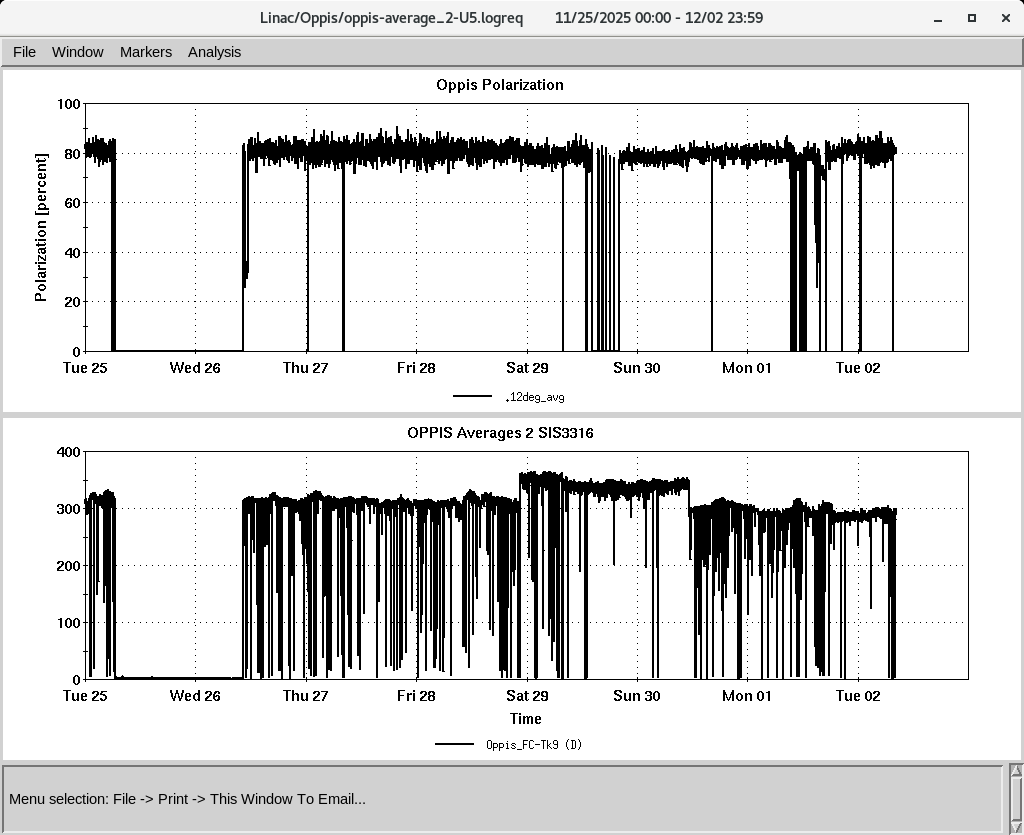 Linac/Oppis/oppis-average_2-U5.logreq 11/25/2025 00:00 - 12/02 23:59
File Window Markers Analysis
Oppis Polarization
Polarization [percent]
100
80
60
40
20
0
Tue 25 Wed 26 Thu 27 Fri 28 Sat 29 Sun 30 Mon 01 Tue 02
.12deg_avg
OPPIS Averages 2 SIS3316
400
300
200
100
0
Tue 25 Wed 26 Thu 27 Fri 28 Sat 29 Sun 30 Mon 01 Tue 02
Time
Oppis_FC-Tk9 (D)
Menu selection: File -> Print -> This Window To Email...